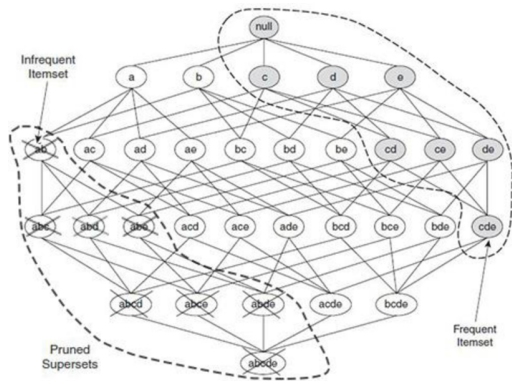 null
Infrequent
Itemset
a b c d e
ab ac ad ae bc bd be cd ce de
abc abd abe acd ace ade bcd bce bde cde
abcd abce abde acde bcde
Frequent
Itemset
Pruned
Supersets
abcde